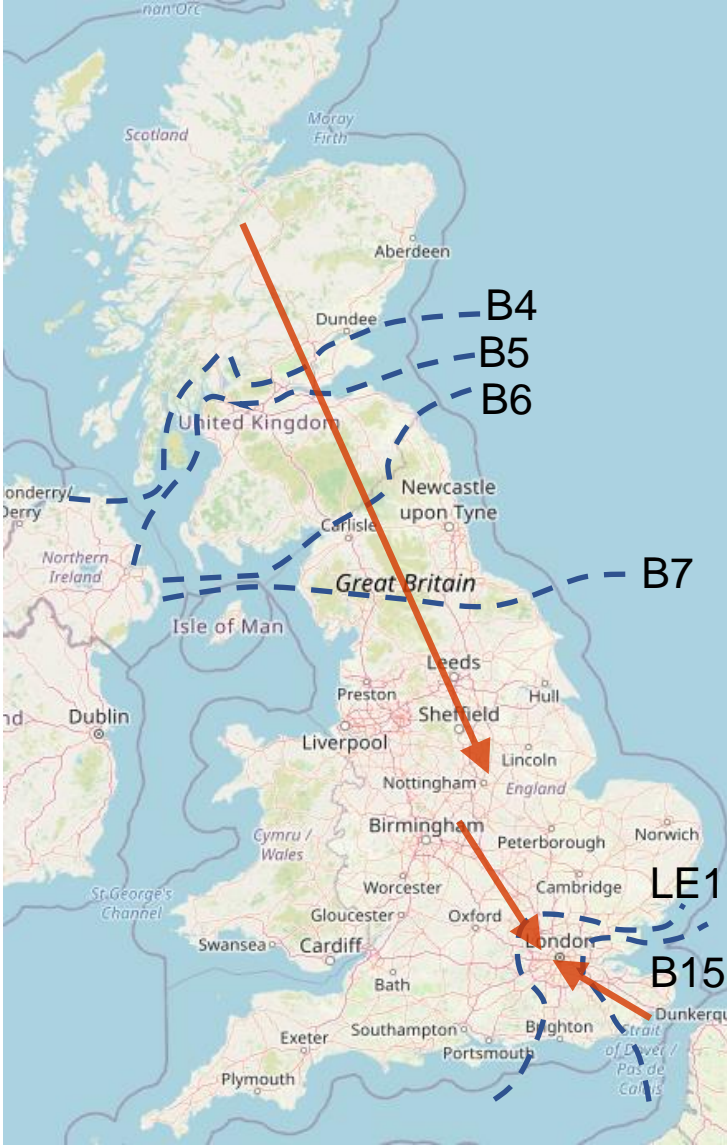 nan Orc
Moray
Firth
Scotland
Aberdeen
Dundee
B4
B5
B6
United Kingdom
onderry/
Derry
Newcastle
upon Tyne
Carlisle
Northern
Ireland
Great Britain
B7
Isle of Man
Leeds
Preston
Hull
nd
Dublin
Sheffield
Liverpool
Lincoln
Nottingham
England
Birmingham
Peterborough
Norwich
Cymru /
Wales
Worcester
Cambridge
LE1
St George's
Channel
Gloucester
Oxford
Swansea
Cardiff
London
B15
Bath
Dunkerqu
Southampton
Brighton
Strait
of Dover /
Pas de
Calais
Exeter
Portsmouth
Plymouth